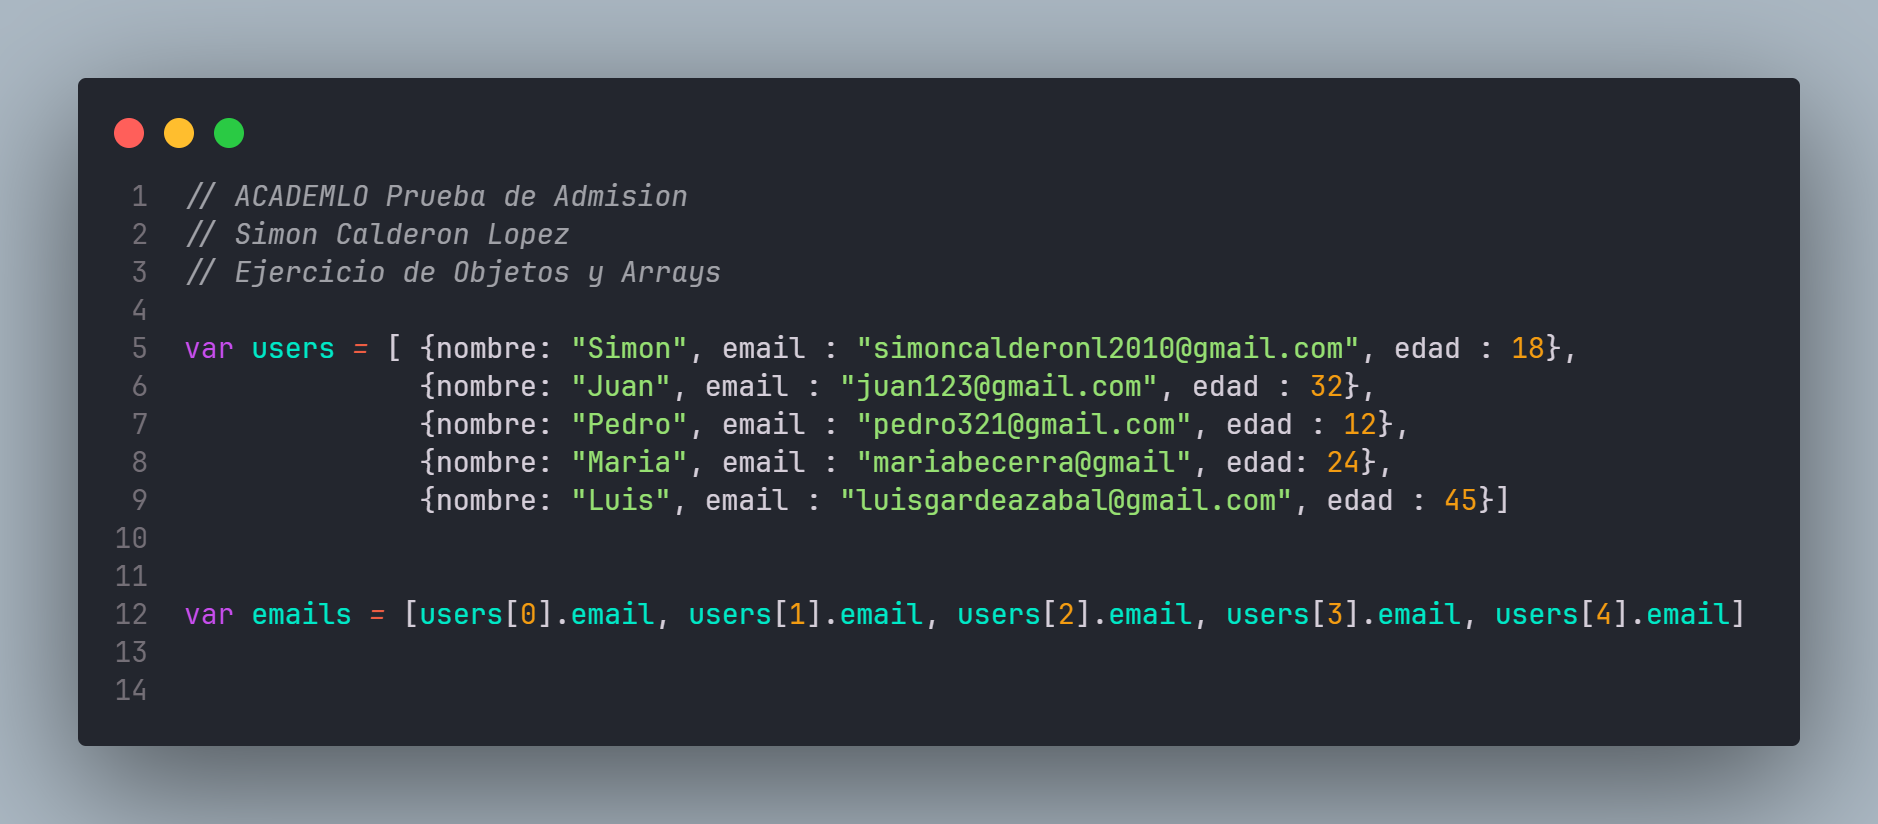 1 // ACADEMLO Prueba de Admision
2 // Simon Calderon Lopez
3 // Ejercicio de Objetos y Arrays
4
5 var users = [ {nombre: "Simon", email : "simoncalderonl2010@gmail.com", edad : 18},
6 {nombre: "Juan", email : "juan123@gmail.com", edad : 32},
7 {nombre: "Pedro", email : "pedro321@gmail.com", edad : 12},
8 {nombre: "Maria", email : "mariabecerra@gmail", edad: 24},
9 {nombre: "Luis", email : "luisgardeazabal@gmail.com", edad : 45}]
10
11
12 var emails = [users[0].email, users[1].email, users[2].email, users[3].email, users[4].email]
13
14